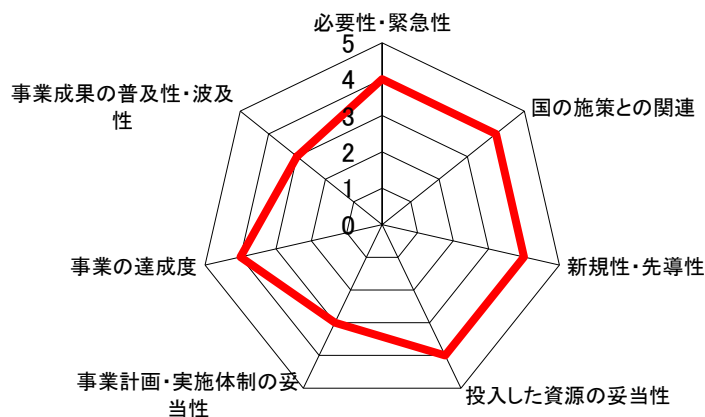 必要性・緊急性
5
4
3
2
1
0
国の施策との関連
新規性・先導性
投入した資源の妥当性
事業計画・実施体制の妥
当性
事業の達成度
事業成果の普及性・波及
性